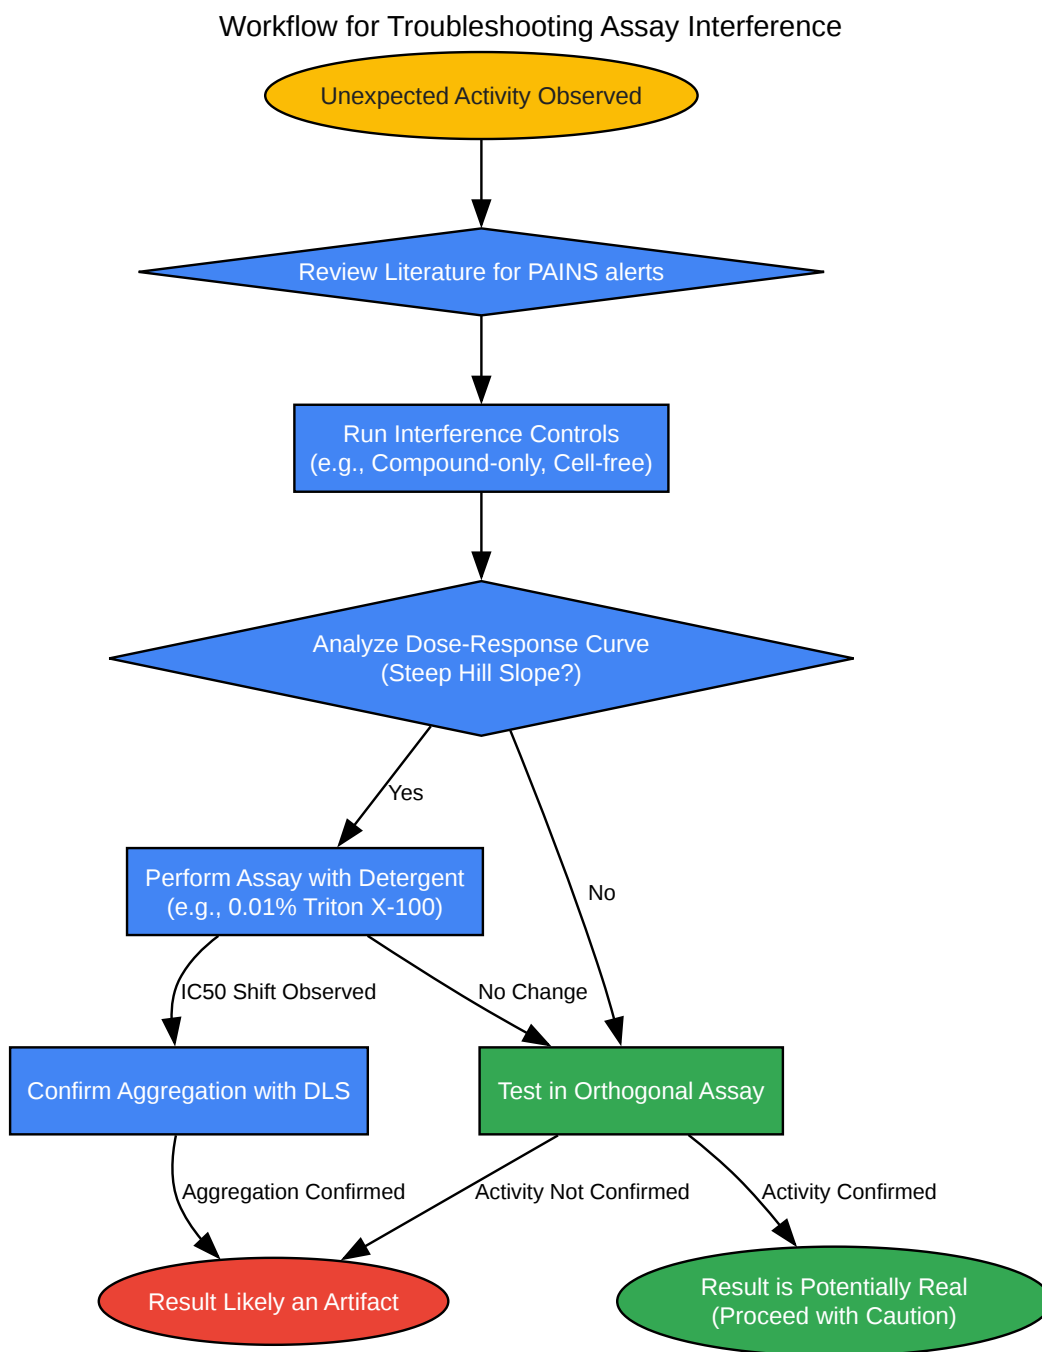 Workflow for Troubleshooting Assay Interference
Unexpected Activity Observed
Review Literature for PAINS alerts
Run Interference Controls
(e.g., Compound-only, Cell-free)
Analyze Dose-Response Curve
(Steep Hill Slope?)
Yes
Perform Assay with Detergent
(e.g., 0.01% Triton X-100)
No
IC50 Shift Observed
No Change
Confirm Aggregation with DLS
Test in Orthogonal Assay
Aggregation Confirmed
Activity Not Confirmed
Activity Confirmed
Result Likely an Artifact
Result is Potentially Real
(Proceed with Caution)